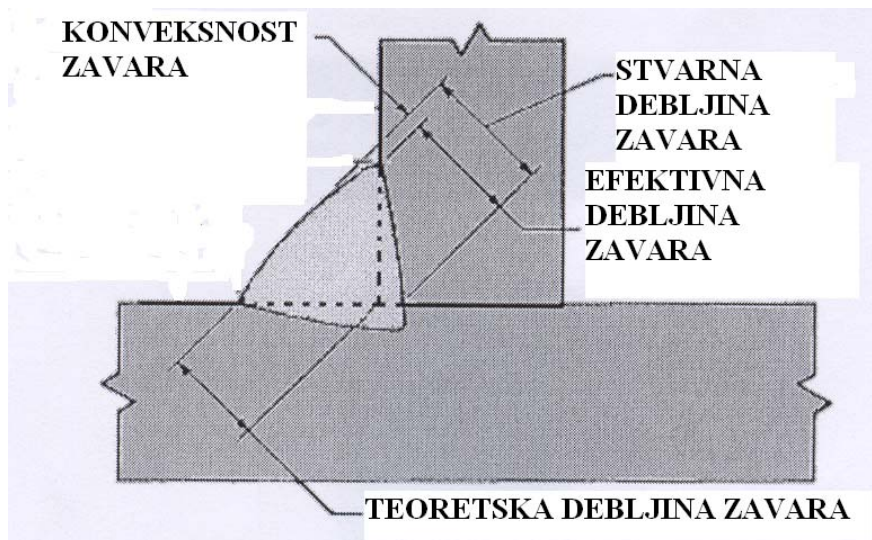 KONVEKSNOST
ZAVARA
STVARNA
DEBLJINA
ZAVARA
EFEKTIVNA
DEBLJINA
ZAVARA
TEORETSKA DEBLJINA ZAVARA